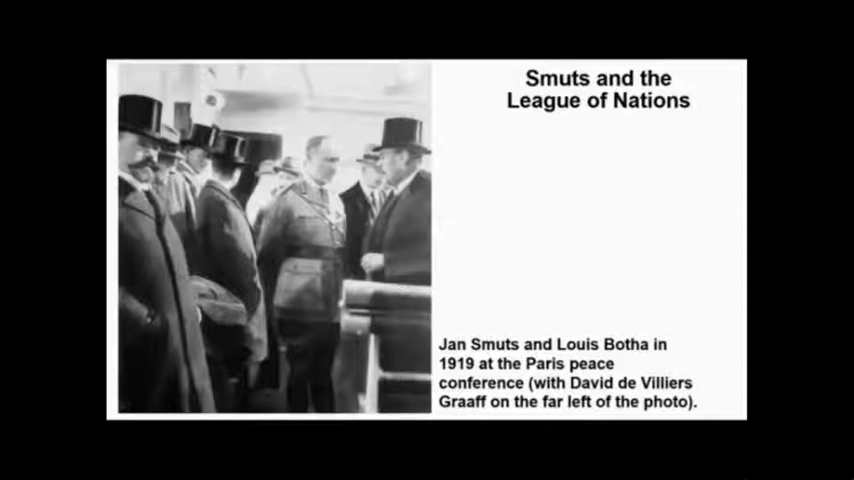 Smuts and the
League of Nations
Jan Smuts and Louis Botha in
1919 at the Paris peace
conference (with David de Villiers
Graaff on the far left of the photo).